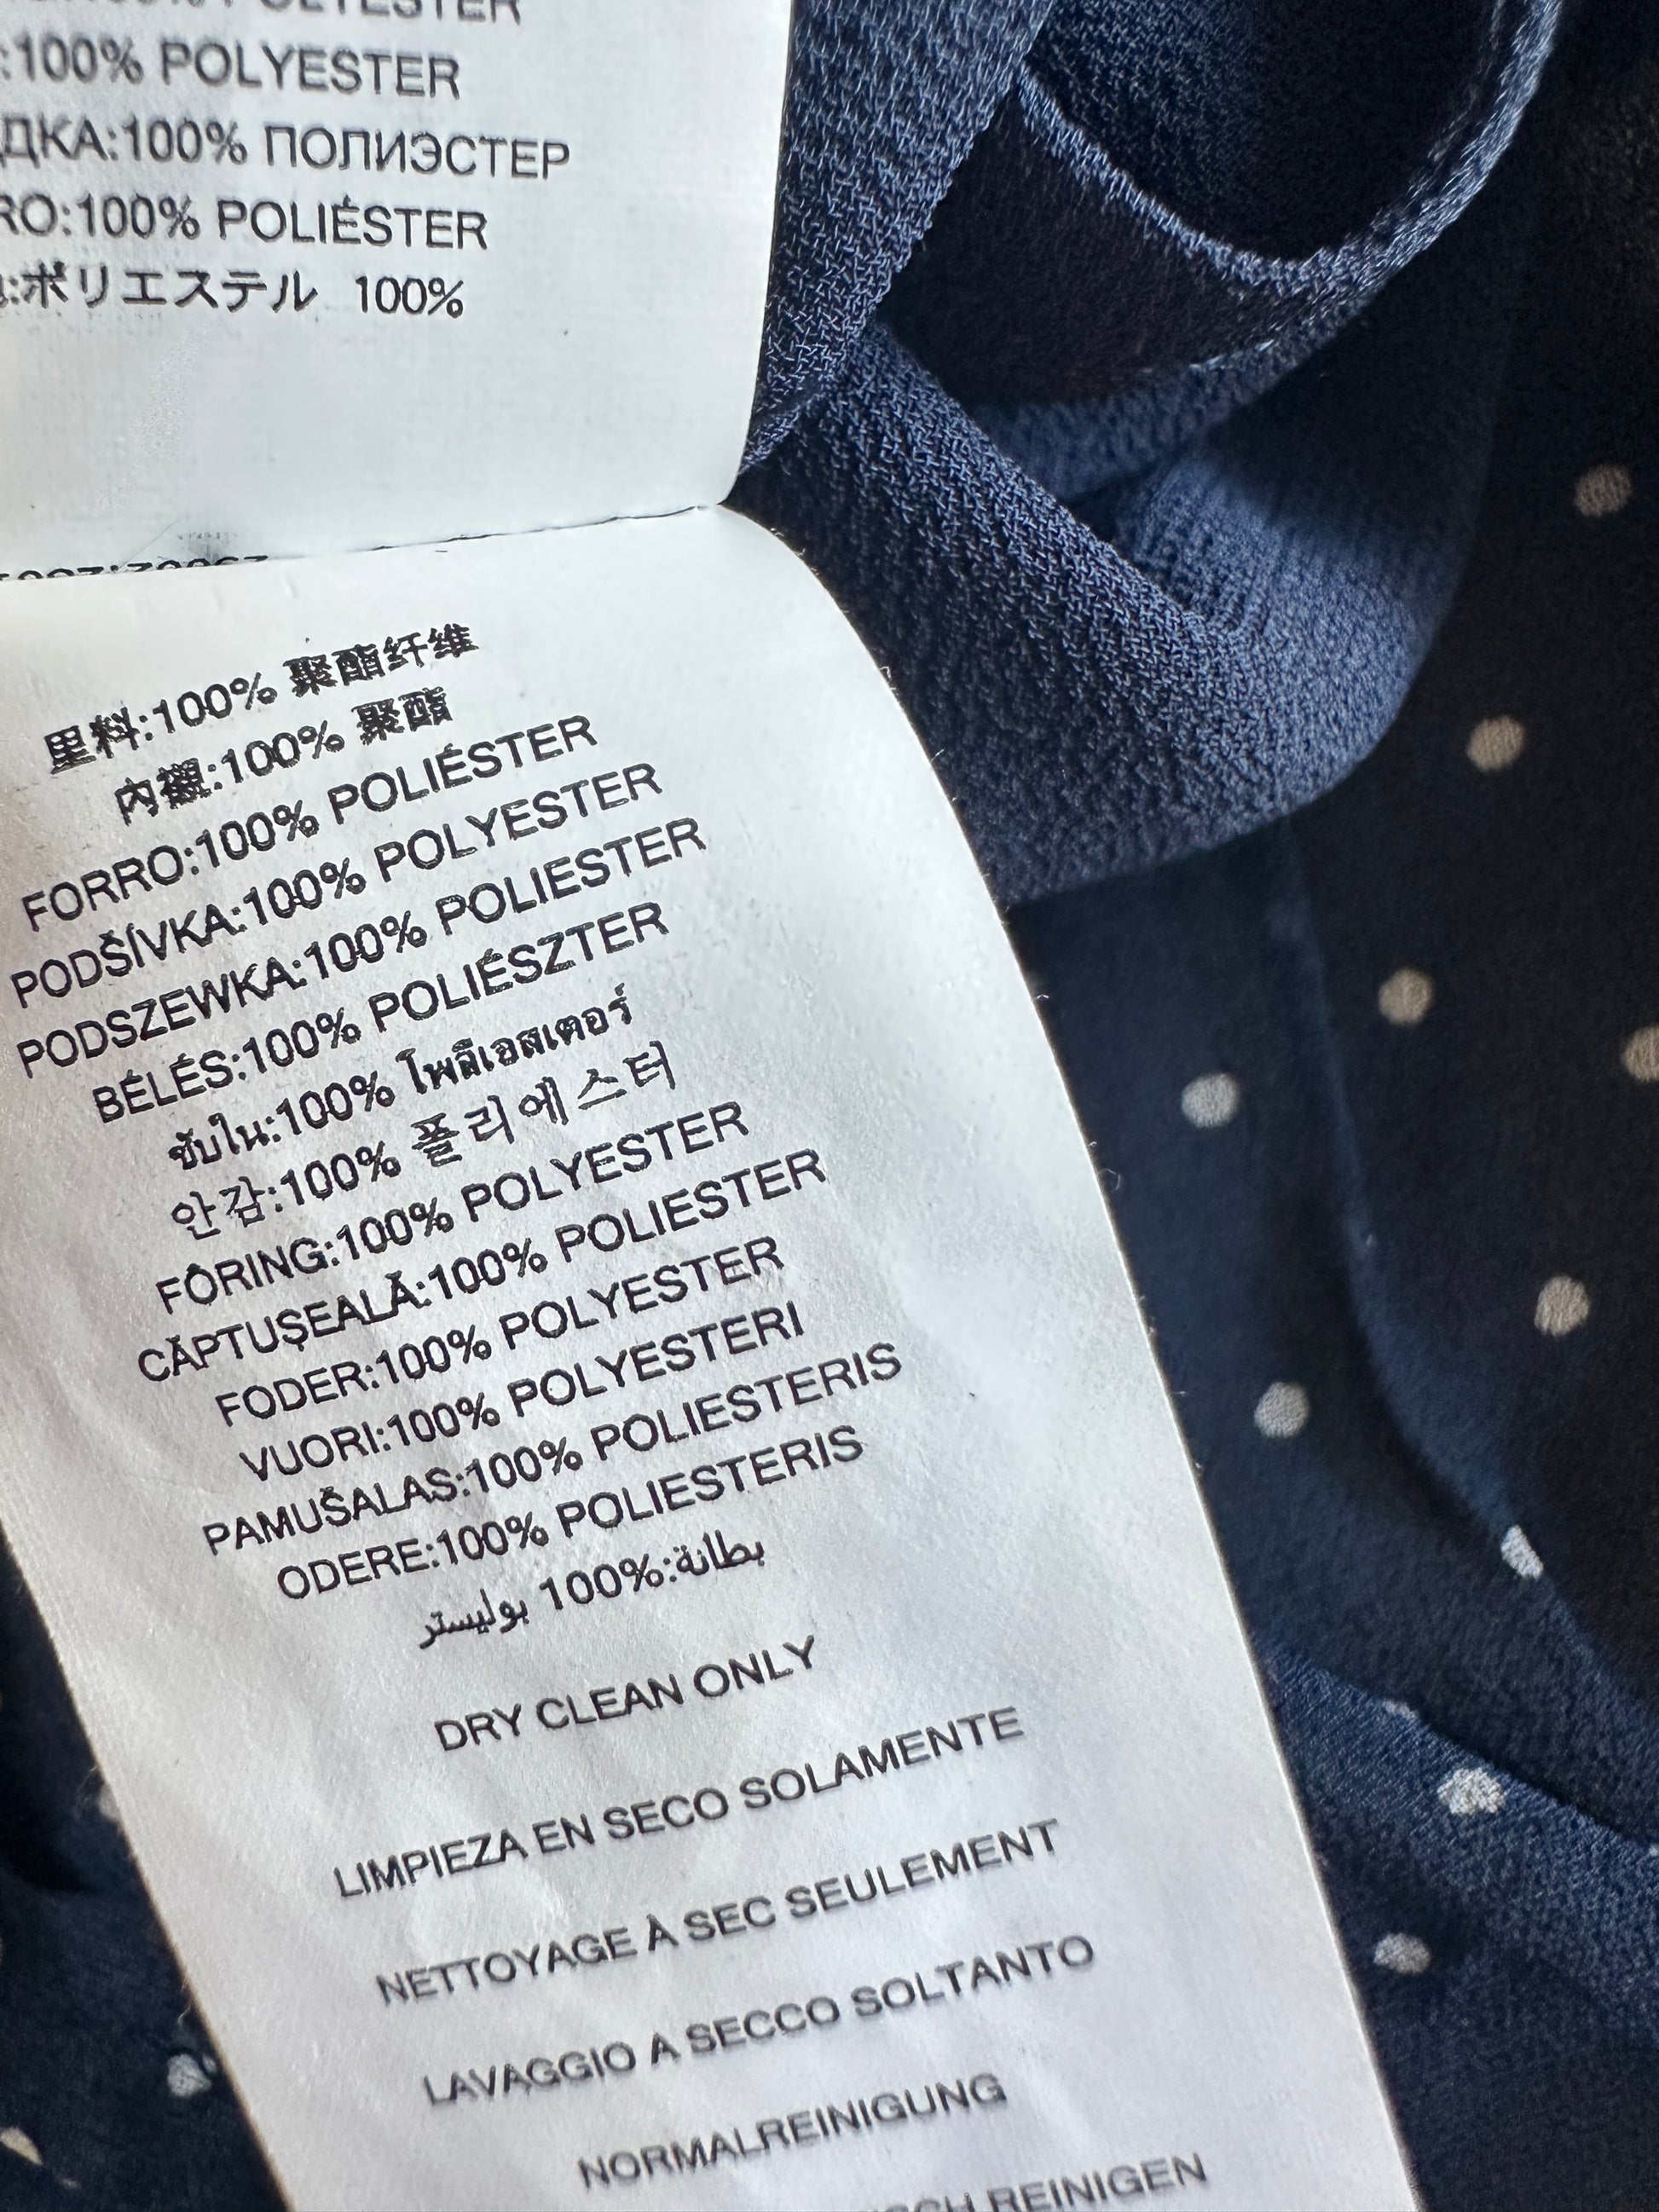 POLYESTER
:100% POLYESTER
ДКА:100% ПОЛИЭСТЕР
RO:100% POLIÉSTER
:ポリエステル 100%
里料:100% 聚酯纤维
內襯:100% 聚酯
FORRO:100% POLIÉSTER
PODŠÍVKA:100% POLYESTER
PODSZEWKA:100% POLIESTER
BÉLÉS:100% POLIÉSZTER
ซับใน:100% โพลีเอสเตอร์
안감:100% 폴리에스터
FÔRING:100% POLYESTER
CĂPTUŞEALĂ:100% POLIESTER
FODER:100% POLYESTER
VUORI:100% POLYESTERI
PAMUŠALAS:100% POLIESTERIS
ODERE:100% POLIESTERIS
بطانة:100% بوليستر
DRY CLEAN ONLY
LIMPIEZA EN SECO SOLAMENTE
NETTOYAGE À SEC SEULEMENT
LAVAGGIO A SECCO SOLTANTO
NORMALREINIGUNG
SCH REINIGEN